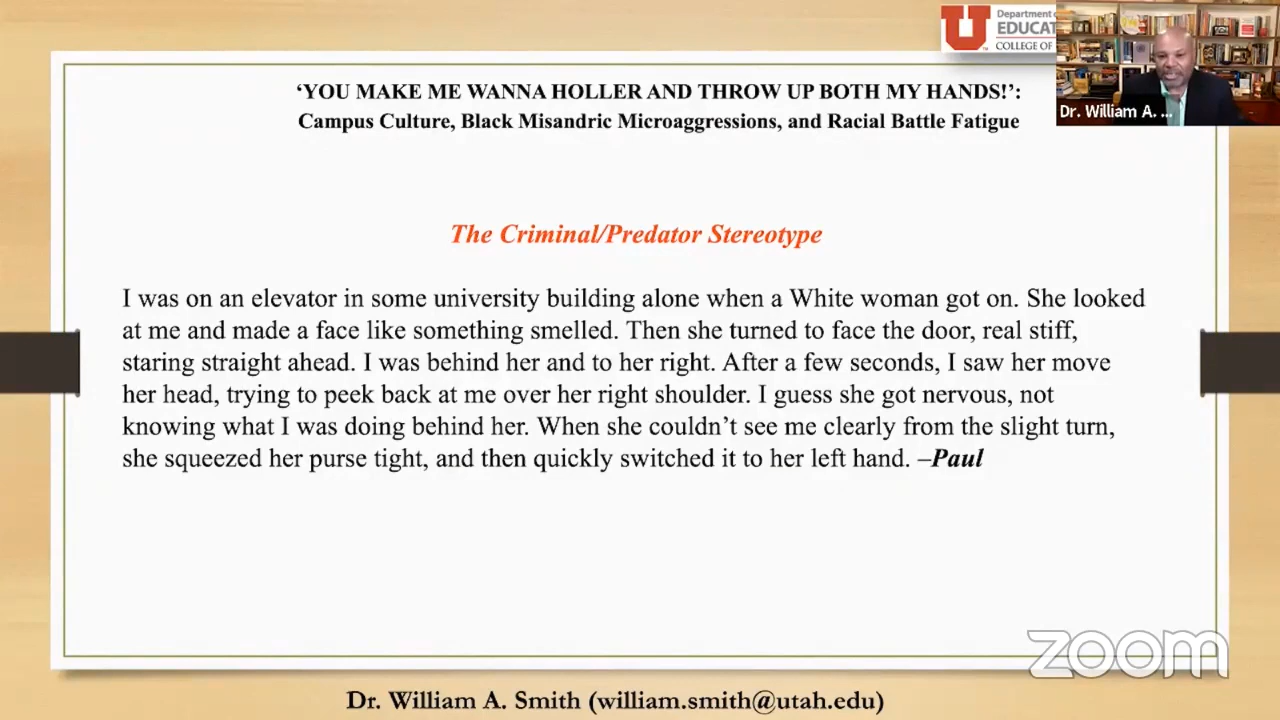 Department o
EDUCAT
COLLEGE OF
‘YOU MAKE ME WANNA HOLLER AND THROW UP BOTH MY HANDS!’:
Campus Culture, Black Misandric Microaggressions, and Racial Battle Fatigue
Dr. William A. ...
The Criminal/Predator Stereotype
I was on an elevator in some university building alone when a White woman got on. She looked
at me and made a face like something smelled. Then she turned to face the door, real stiff,
staring straight ahead. I was behind her and to her right. After a few seconds, I saw her move
her head, trying to peek back at me over her right shoulder. I guess she got nervous, not
knowing what I was doing behind her. When she couldn’t see me clearly from the slight turn,
she squeezed her purse tight, and then quickly switched it to her left hand. –Paul
zoom
Dr. William A. Smith (william.smith@utah.edu)